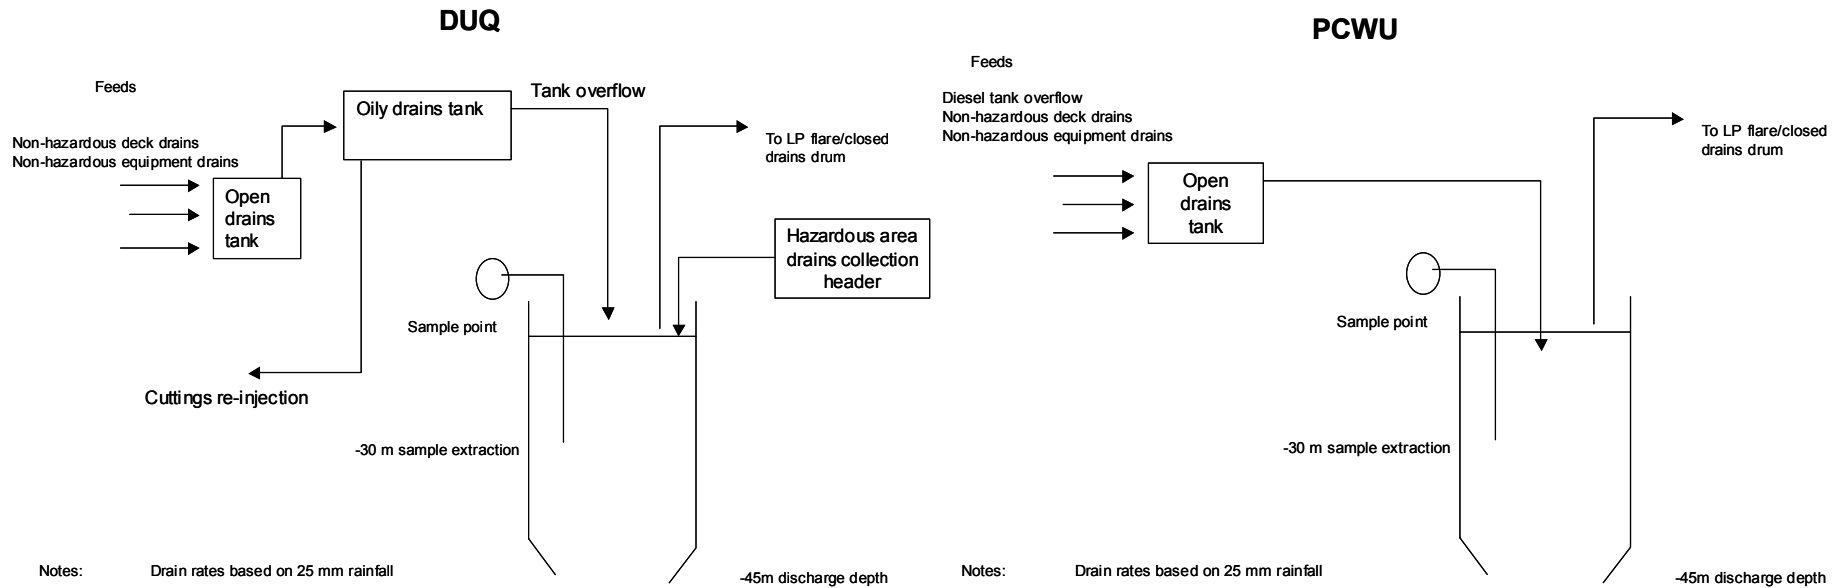 DUQ
Feeds
Non-hazardous deck drains
Non-hazardous equipment drains
Open
drains
tank
Oily drains tank
Tank overflow
To LP flare/closed
drains drum
Hazardous area
drains collection
header
Sample point
Cuttings re-injection
-30 m sample extraction
Notes:
Drain rates based on 25 mm rainfall
-45m discharge depth
PCWU
Feeds
Diesel tank overflow
Non-hazardous deck drains
Non-hazardous equipment drains
Open
drains
tank
To LP flare/closed
drains drum
Sample point
-30 m sample extraction
Notes:
Drain rates based on 25 mm rainfall
-45m discharge depth